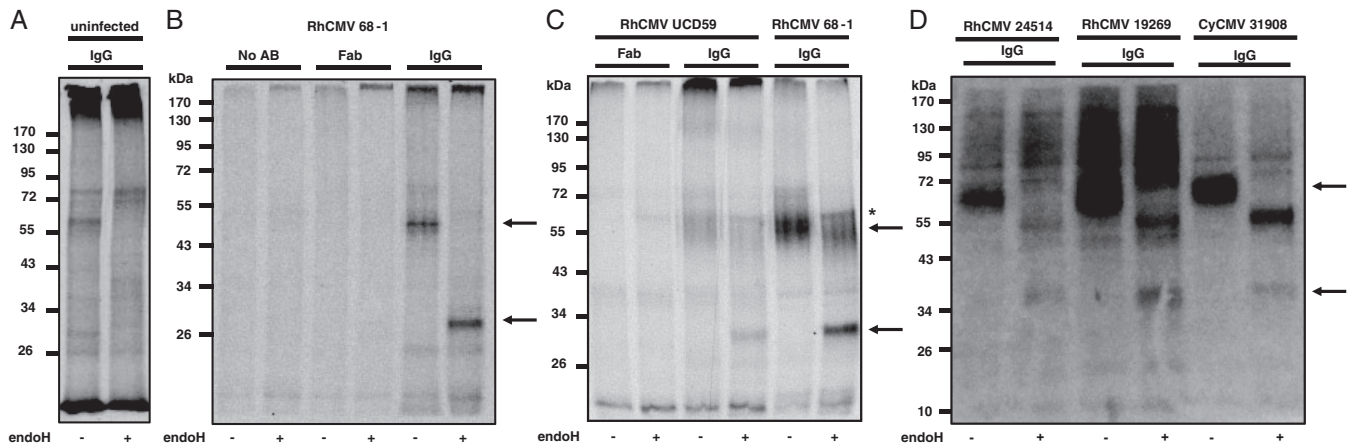 A
uninfected
IgG
170
130
95
72
55
43
34
26
endoH - +
B
RhCMV 68-1
No AB Fab IgG
kDa
170
130
95
72
55
43
34
26
endoH - + - + - +
C
RhCMV UCD59 RhCMV 68-1
Fab IgG IgG
kDa
170
130
95
72
55
43
34
26
*
endoH - + - + - +
D
RhCMV 24514 RhCMV 19269 CyCMV 31908
IgG IgG IgG
kDa
170
130
95
72
55
43
34
26
10
endoH - + - + - +